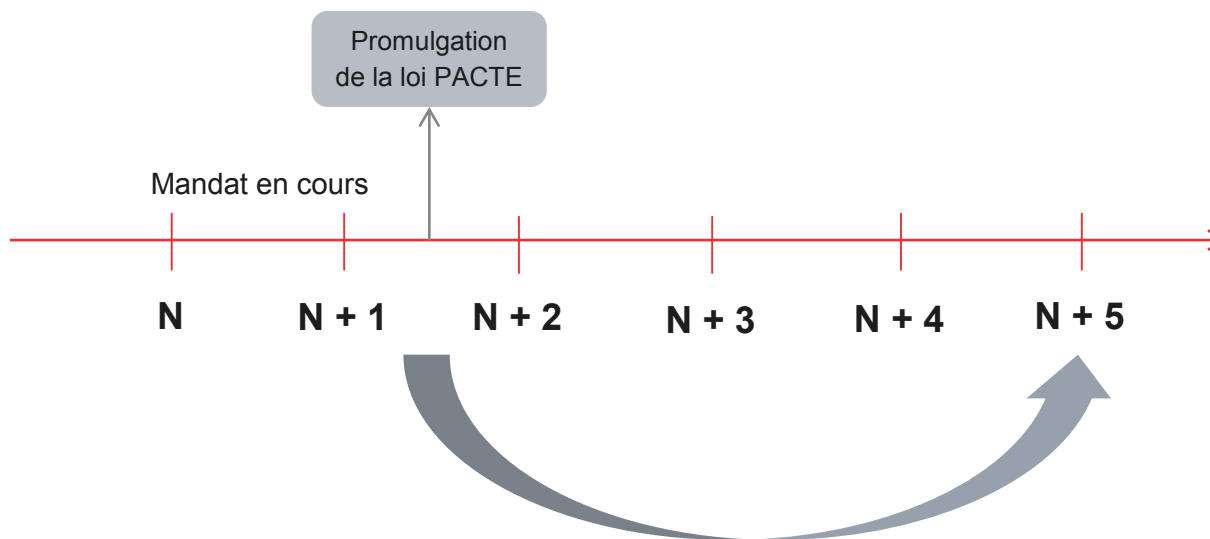 Promulgation
de la loi PACTE
Mandat en cours
N N + 1 N + 2 N + 3 N + 4 N + 5